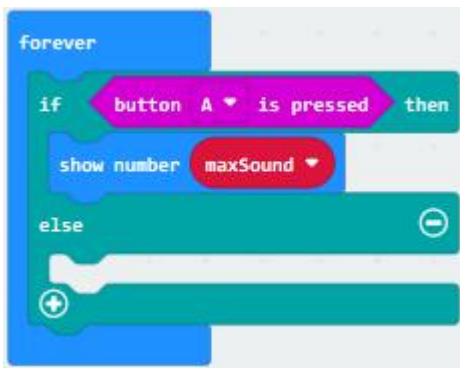 forever
if button A is pressed then
show number maxSound
else